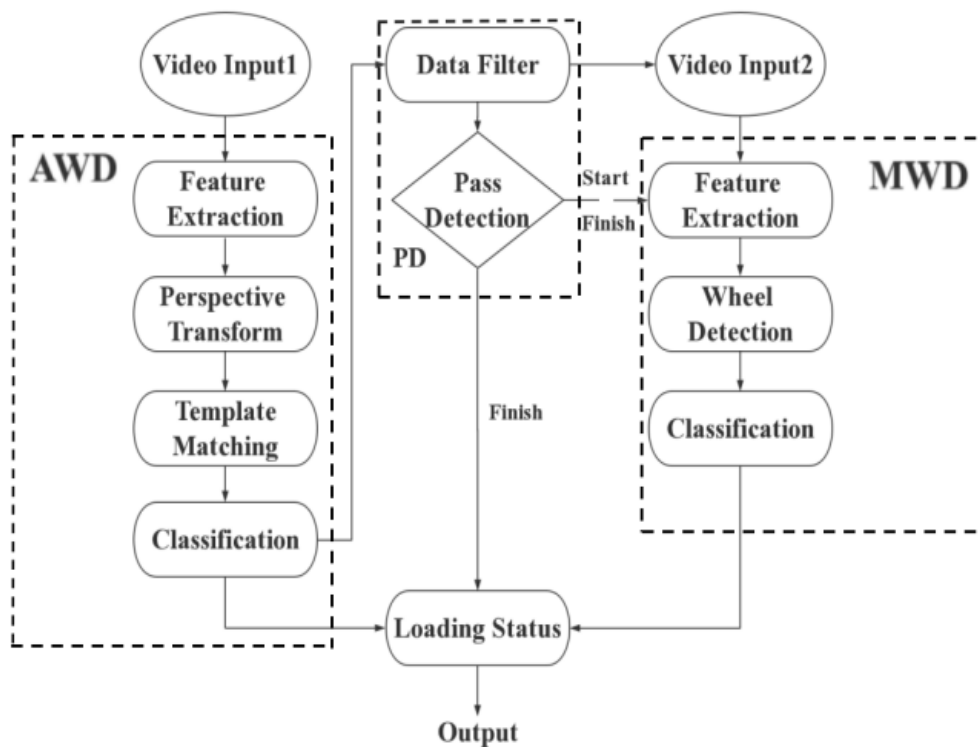 Video Input1
Data Filter
Video Input2
AWD
Feature
Extraction
Perspective
Transform
Template
Matching
Classification
Pass
Detection
PD
Start
Finish
Finish
MWD
Feature
Extraction
Wheel
Detection
Classification
Loading Status
Output